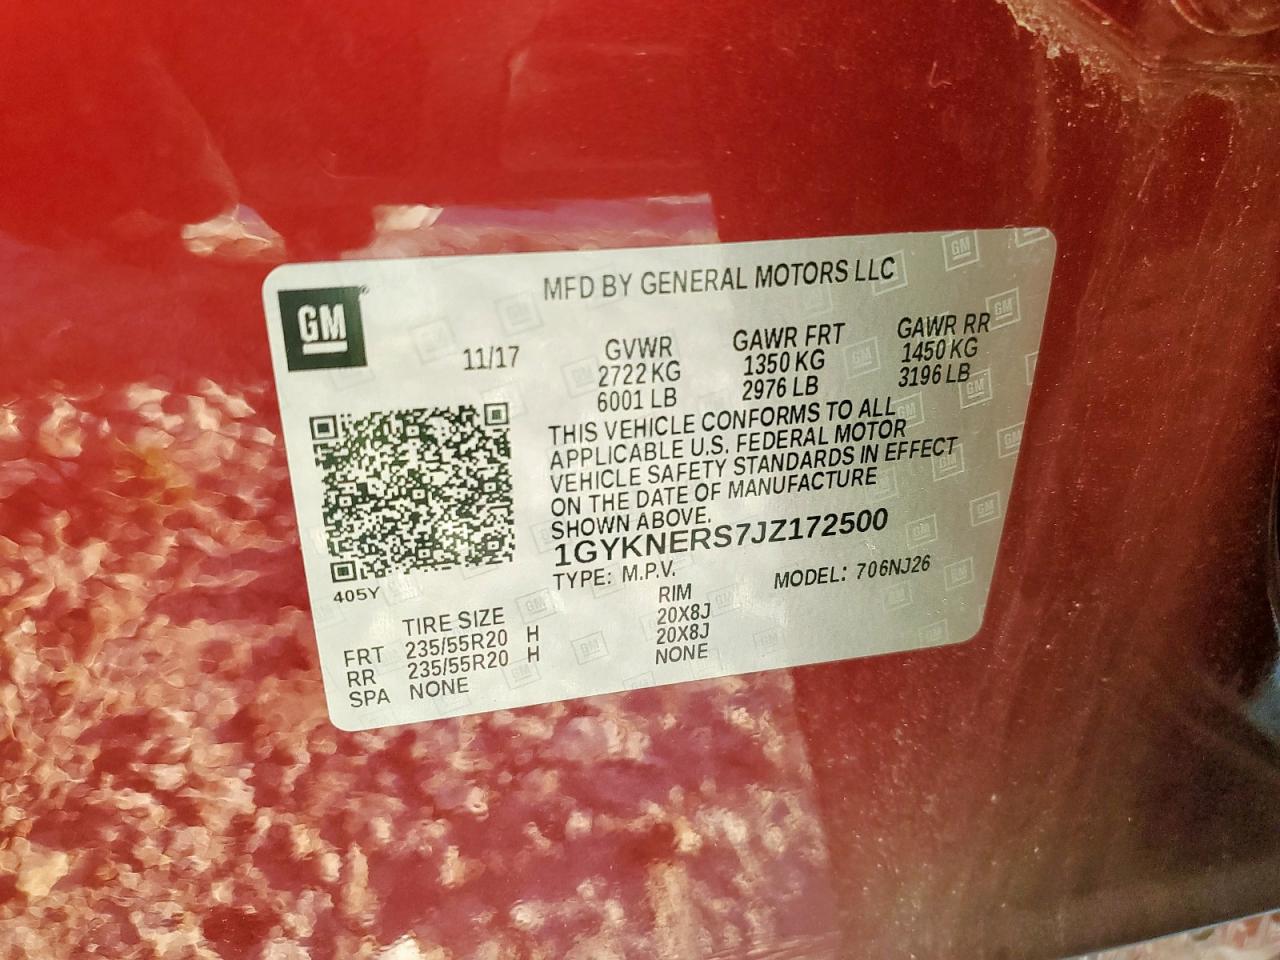 MFD BY GENERAL MOTORS LLC
GM
11/17
GVWR GAWR FRT GAWR RR
2722 KG 1350 KG 1450 KG
6001 LB 2976 LB 3196 LB
THIS VEHICLE CONFORMS TO ALL
APPLICABLE U.S. FEDERAL MOTOR
VEHICLE SAFETY STANDARDS IN EFFECT
ON THE DATE OF MANUFACTURE
SHOWN ABOVE.
1GYKNERS7JZ172500
TYPE: M.P.V. MODEL: 706NJ26
405Y
TIRE SIZE RIM
FRT 235/55R20 H 20X8J
RR 235/55R20 H 20X8J
SPA NONE NONE